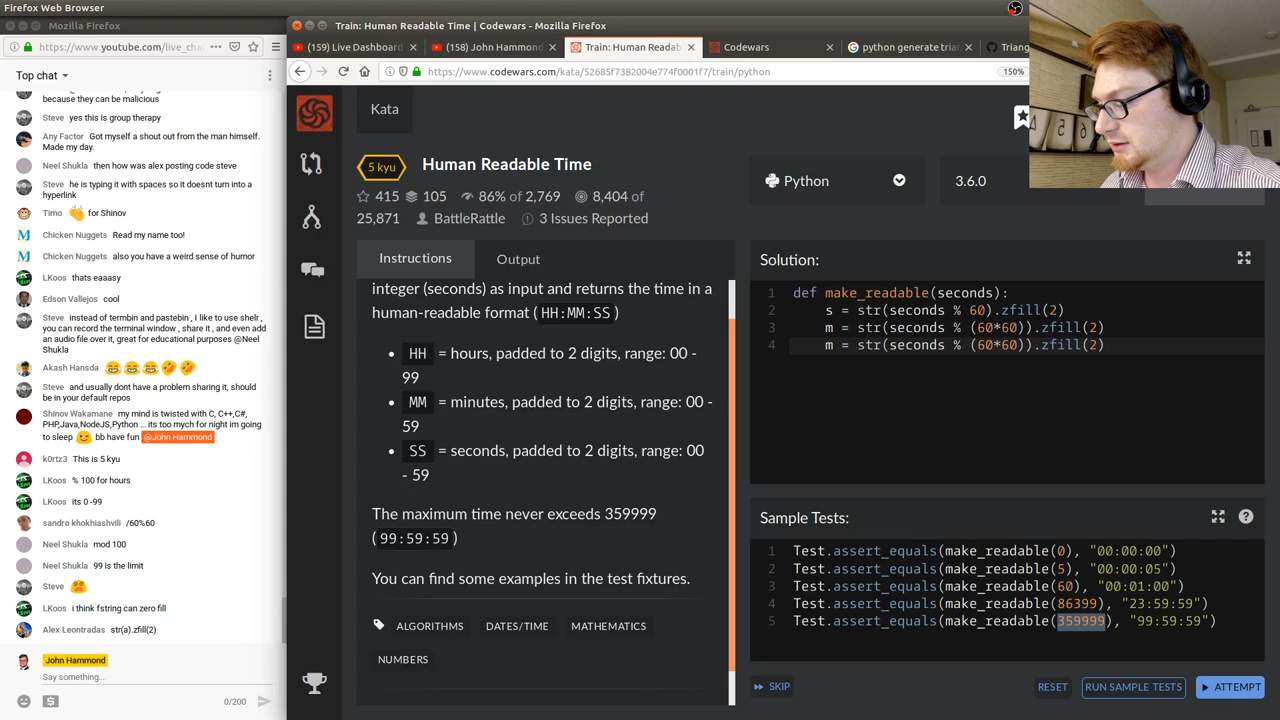 Firefox Web Browser
Mozilla Firefox
Train: Human Readable Time | Codewars - Mozilla Firefox
https://www.youtube.com/live_cha
(159) Live Dashboard
(158) John Hammond
Train: Human Readab
Codewars
python generate trian
Triang
https://www.codewars.com/kata/52685f7382004e774f0001f7/train/python
150%
Top chat
because they can be malicious
Steve yes this is group therapy
Any Factor Got myself a shout out from the man himself.
Made my day.
Neel Shukla then how was alex posting code steve
Steve he is typing it with spaces so it doesnt turn into a
hyperlink
Timo 👏 for Shinov
Chicken Nuggets Read my name too!
Chicken Nuggets also you have a weird sense of humor
LKoos thats eaaasy
Edson Vallejos cool
Steve instead of termbin and pastebin , I like to use shelr ,
you can record the terminal window , share it , and even add
an audio file over it, great for educational purposes @Neel
Shukla
Akash Hansda 😂😂😂🤣🤣
Steve and usually dont have a problem sharing it, should
be in your default repos
Shinov Wakamane my mind is twisted with C, C++,C#,
PHP,Java,NodeJS,Python ... its too mych for night im going
to sleep 😉 bb have fun @John Hammond
k0rtz3 This is 5 kyu
LKoos % 100 for hours
LKoos its 0 -99
sandro khokhiashvili /60%60
Neel Shukla mod 100
Neel Shukla 99 is the limit
Steve
LKoos i think fstring can zero fill
Alex Leontradas str(a).zfill(2)
John Hammond
Say something...
0/200
Kata
5 kyu
Human Readable Time
415 105 86% of 2,769 8,404 of
25,871 BattleRattle 3 Issues Reported
Python
3.6.0
Instructions
Output
integer (seconds) as input and returns the time in a
human-readable format (HH:MM:SS)
• HH = hours, padded to 2 digits, range: 00 -
99
• MM = minutes, padded to 2 digits, range: 00 -
59
• SS = seconds, padded to 2 digits, range: 00
- 59
The maximum time never exceeds 359999
(99:59:59)
You can find some examples in the test fixtures.
ALGORITHMS
DATES/TIME
MATHEMATICS
NUMBERS
Solution:
1 def make_readable(seconds):
2 s = str(seconds % 60).zfill(2)
3 m = str(seconds % (60*60)).zfill(2)
4 m = str(seconds % (60*60)).zfill(2)
Sample Tests:
1 Test.assert_equals(make_readable(0), "00:00:00")
2 Test.assert_equals(make_readable(5), "00:00:05")
3 Test.assert_equals(make_readable(60), "00:01:00")
4 Test.assert_equals(make_readable(86399), "23:59:59")
5 Test.assert_equals(make_readable(359999), "99:59:59")
SKIP
RESET
RUN SAMPLE TESTS
ATTEMPT